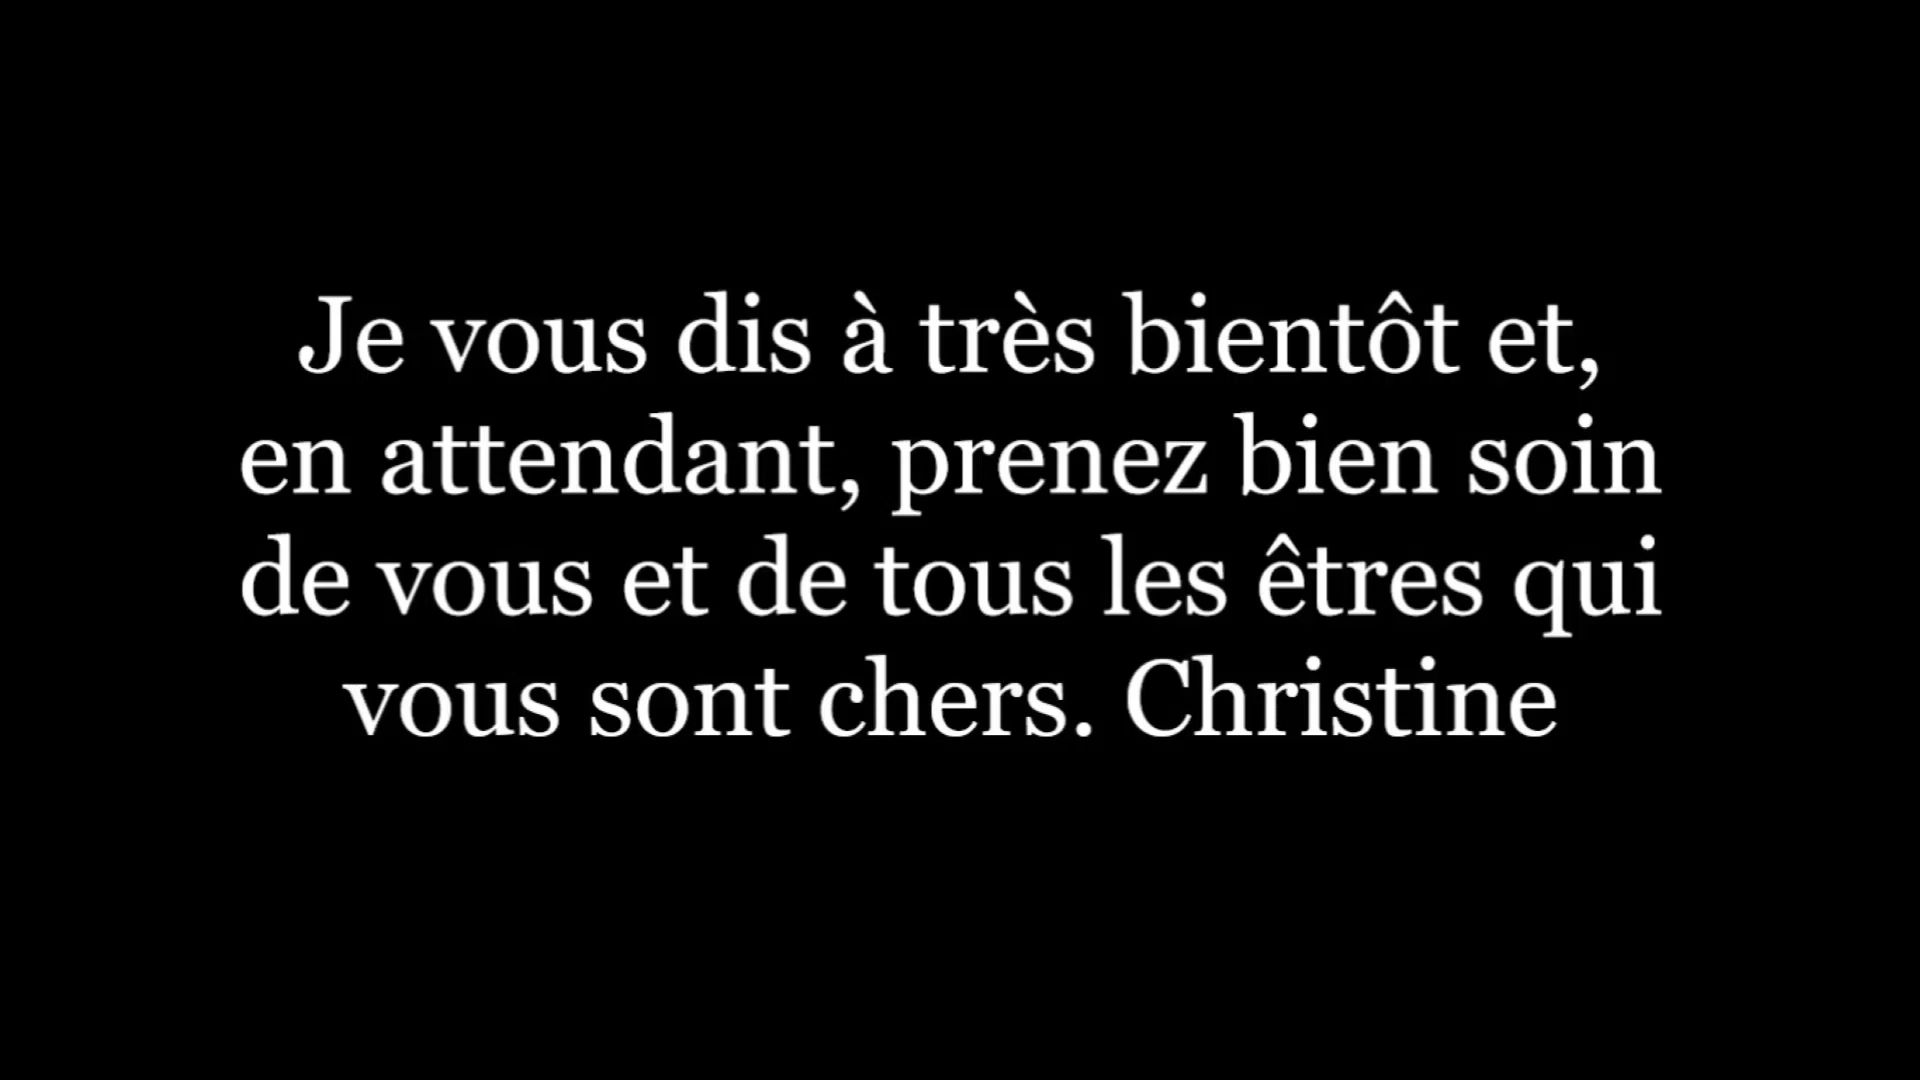 Je vous dis à très bientôt et,
en attendant, prenez bien soin
de vous et de tous les êtres qui
vous sont chers. Christine